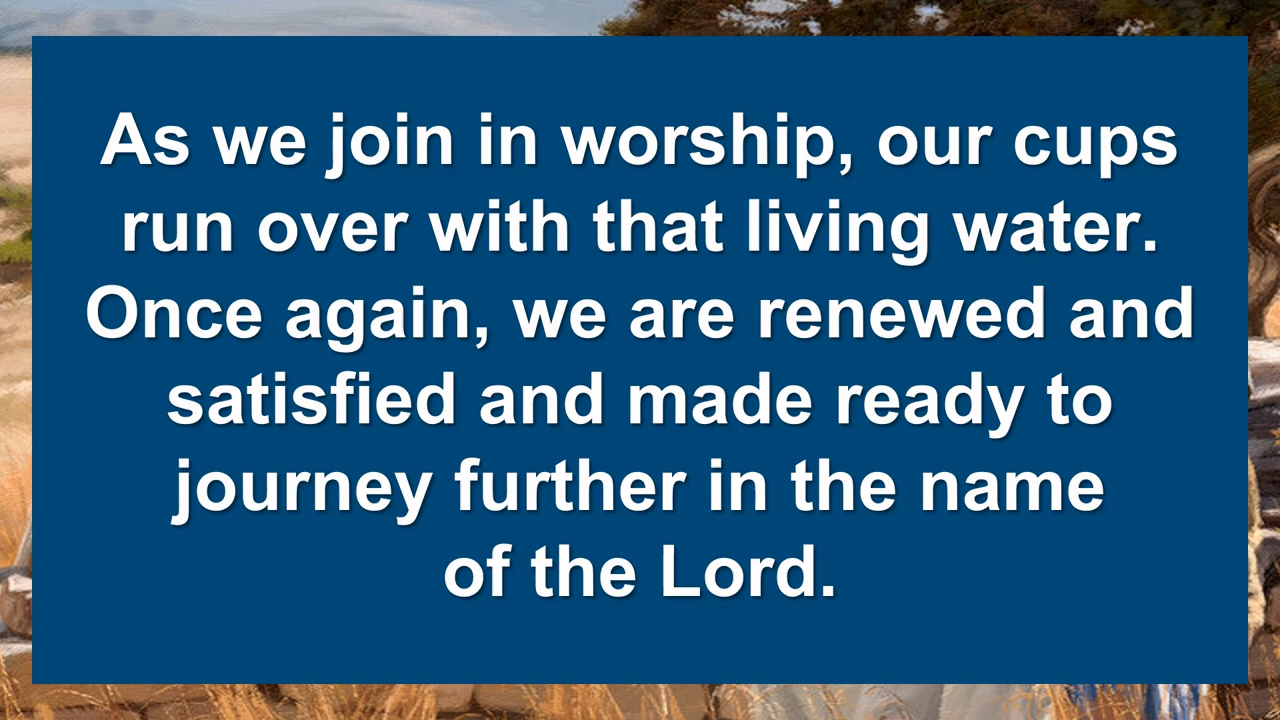 As we join in worship, our cups
run over with that living water.
Once again, we are renewed and
satisfied and made ready to
journey further in the name
of the Lord.